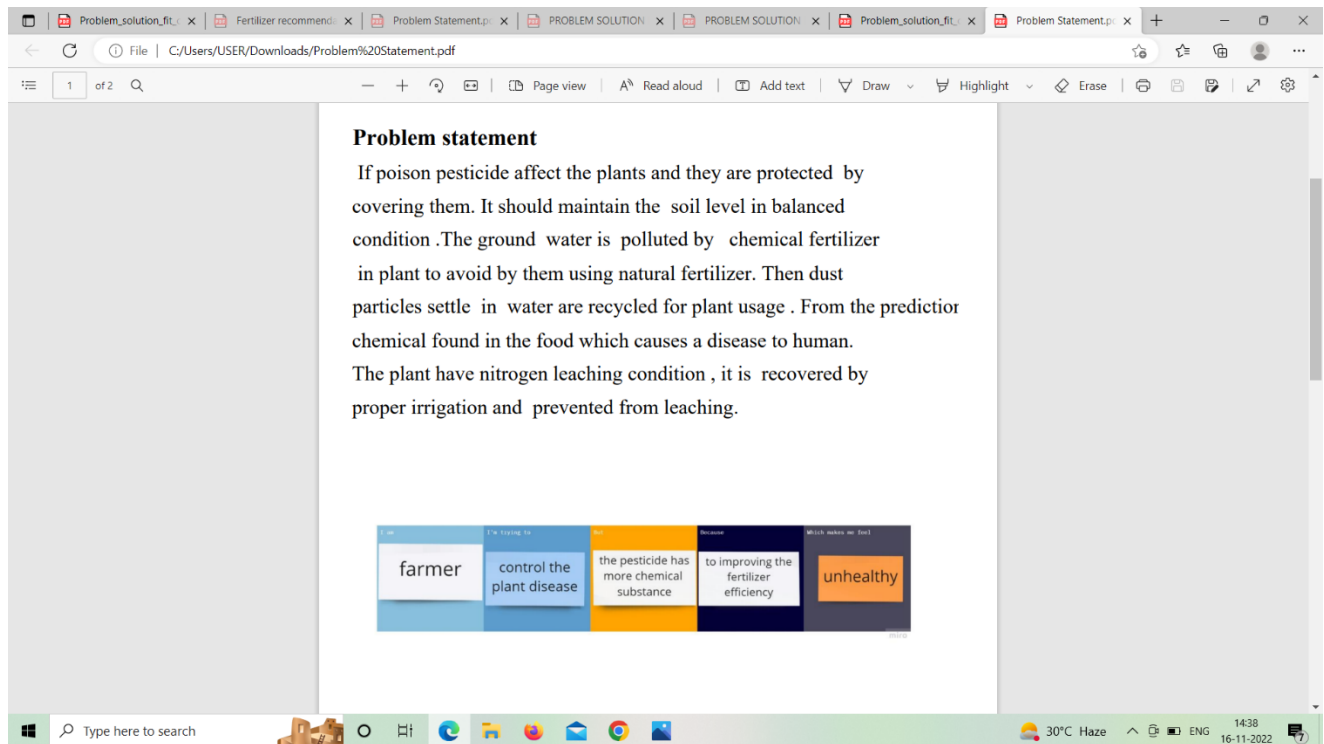 Problem_solution_fit_
Fertilizer recommend
Problem Statement.p
PROBLEM SOLUTION
PROBLEM SOLUTION
Problem_solution_fit_
Problem Statement.p
File | C:/Users/USER/Downloads/Problem%20Statement.pdf
1 of 2
Page view
Read aloud
Add text
Draw
Highlight
Erase
Problem statement
If poison pesticide affect the plants and they are protected by
covering them. It should maintain the soil level in balanced
condition .The ground water is polluted by chemical fertilizer
in plant to avoid by them using natural fertilizer. Then dust
particles settle in water are recycled for plant usage . From the prediction
chemical found in the food which causes a disease to human.
The plant have nitrogen leaching condition , it is recovered by
proper irrigation and prevented from leaching.
I am
farmer
I'm trying to
control the
plant disease
But
the pesticide has
more chemical
substance
Because
to improving the
fertilizer
efficiency
Which makes me feel
unhealthy
miro
Type here to search
30°C Haze
ENG
14:38
16-11-2022
7